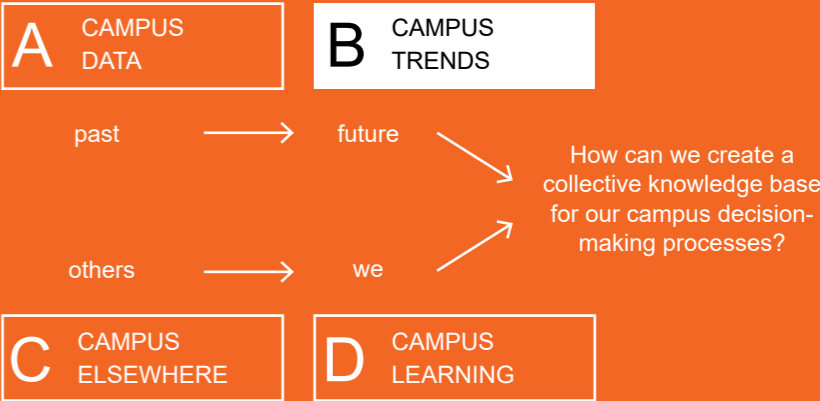 A
CAMPUS
DATA
B
CAMPUS
TRENDS
past
future
How can we create a
collective knowledge base
for our campus decision-
making processes?
others
we
C
CAMPUS
ELSEWHERE
D
CAMPUS
LEARNING